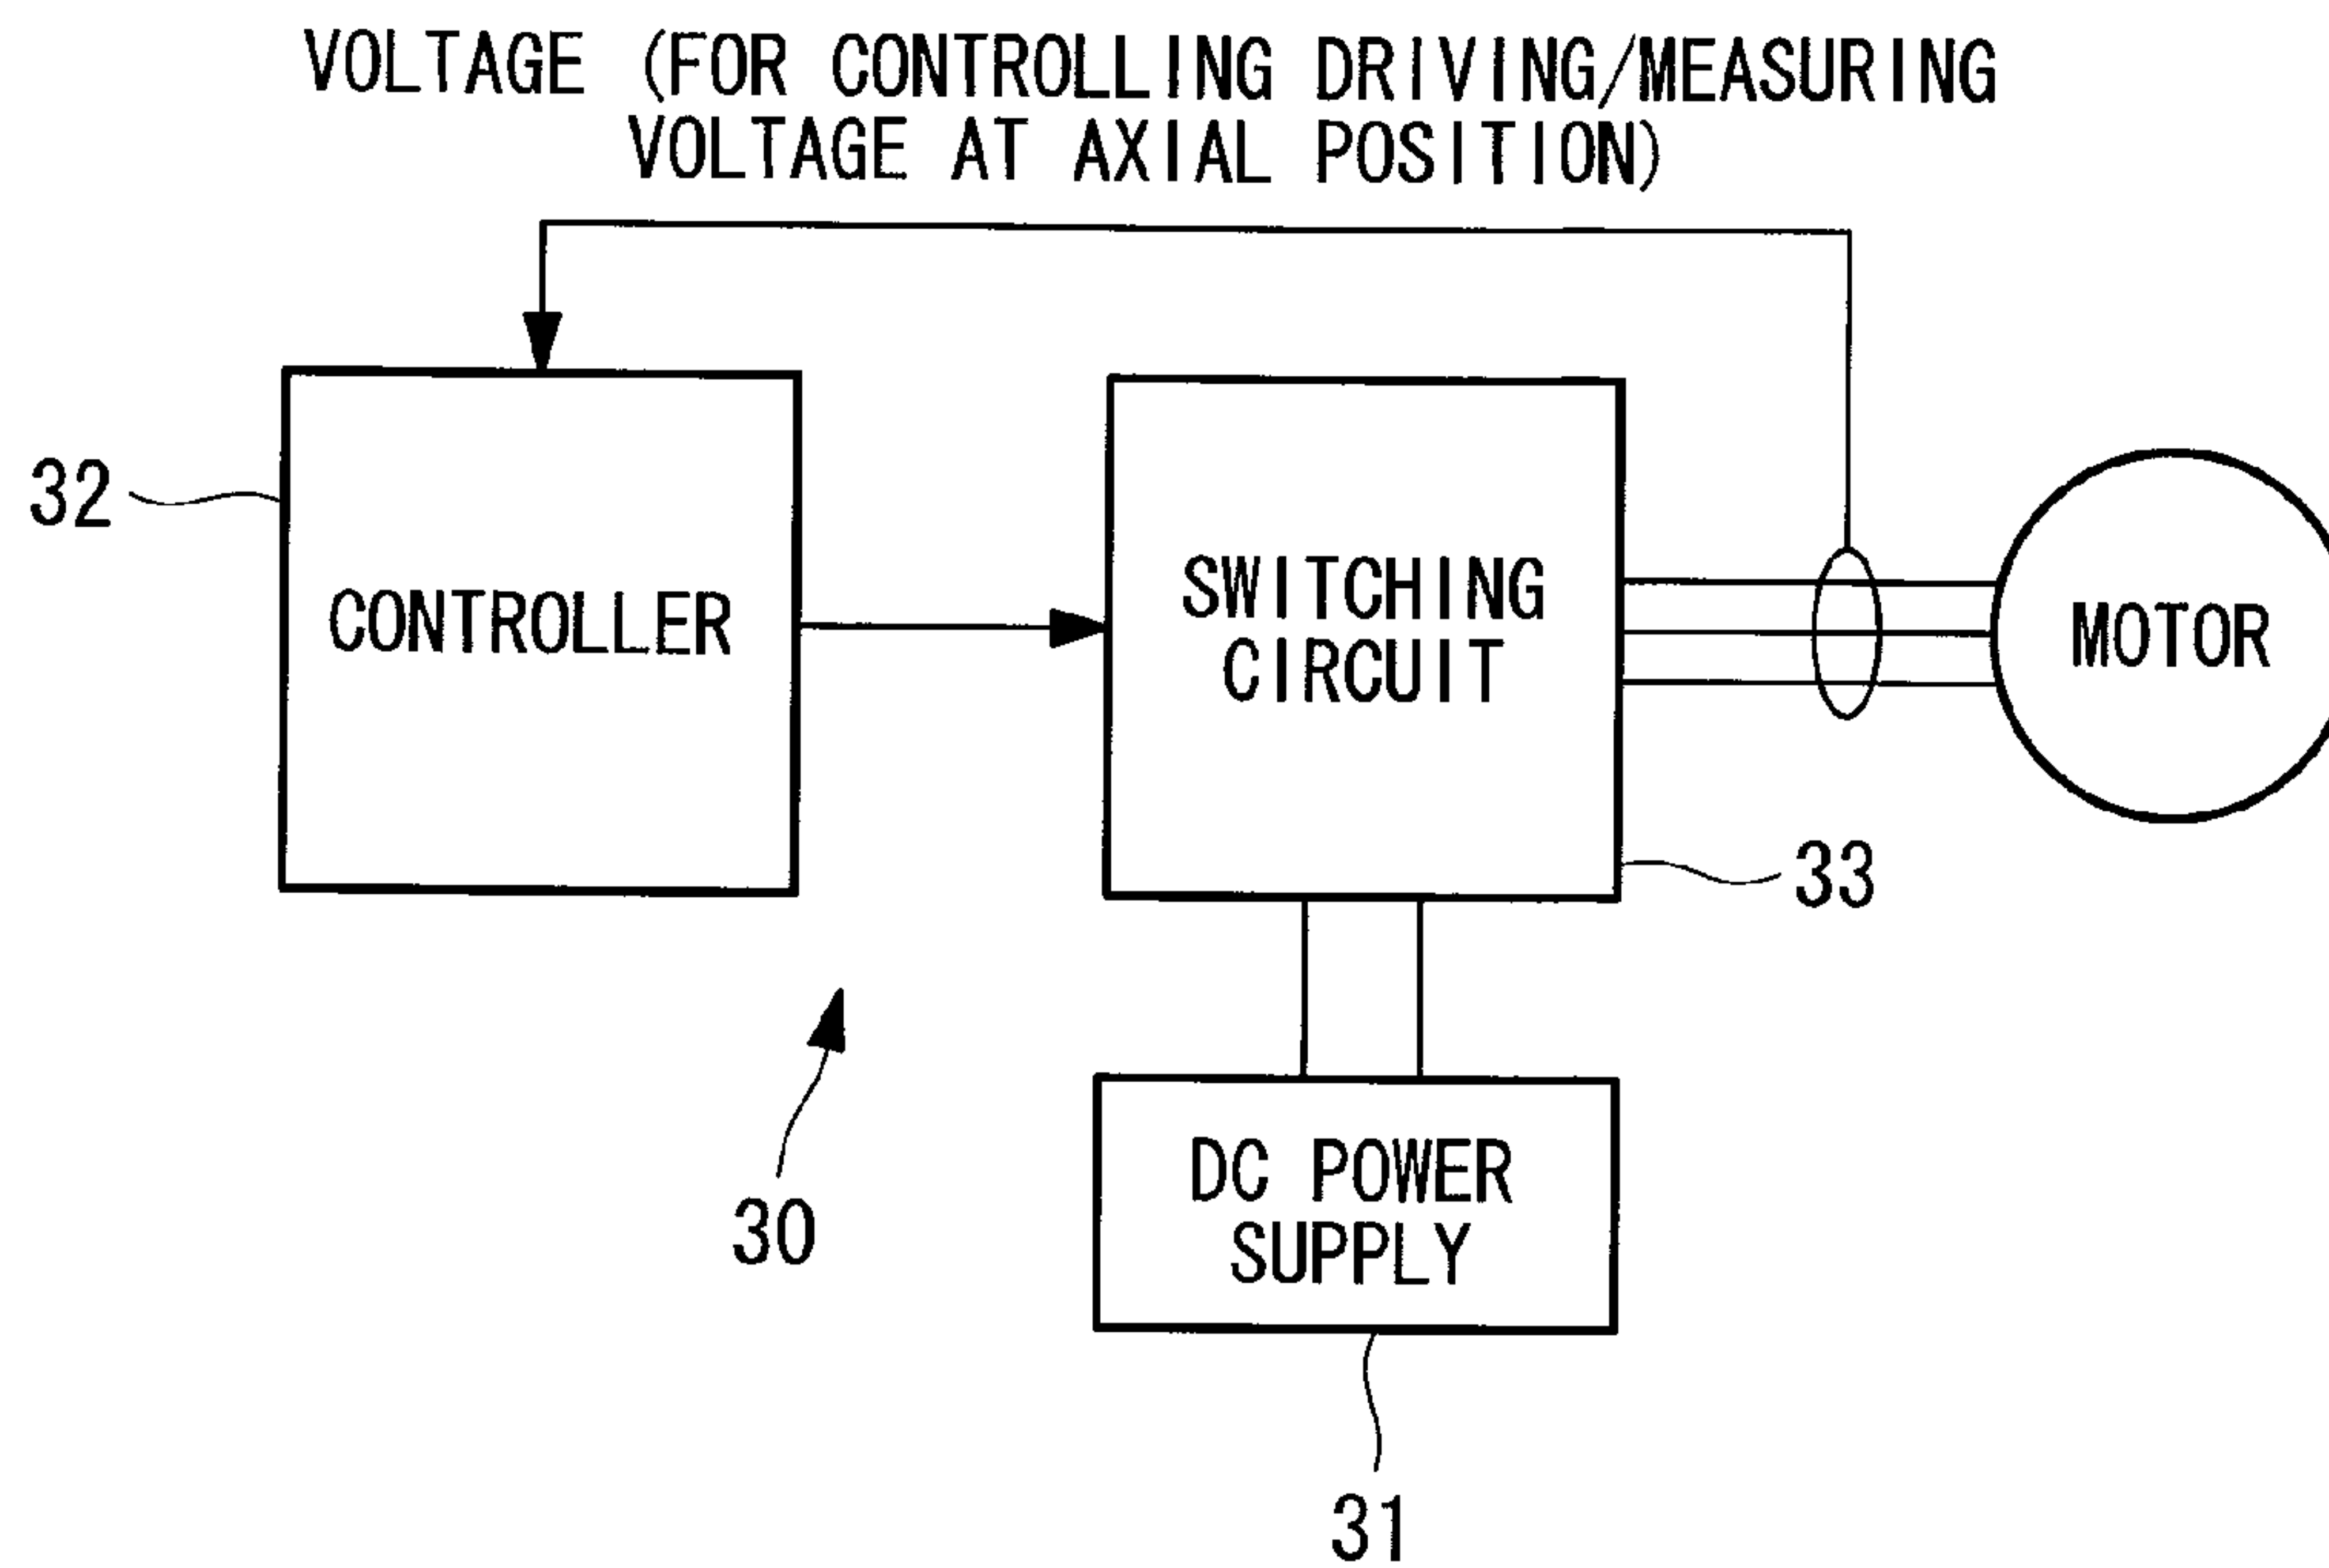 VOLTAGE (FOR CONTROLLING DRIVING/MEASURING
VOLTAGE AT AXIAL POSITION)
32
CONTROLLER
SWITCHING
CIRCUIT
MOTOR
33
30
DC POWER
SUPPLY
31